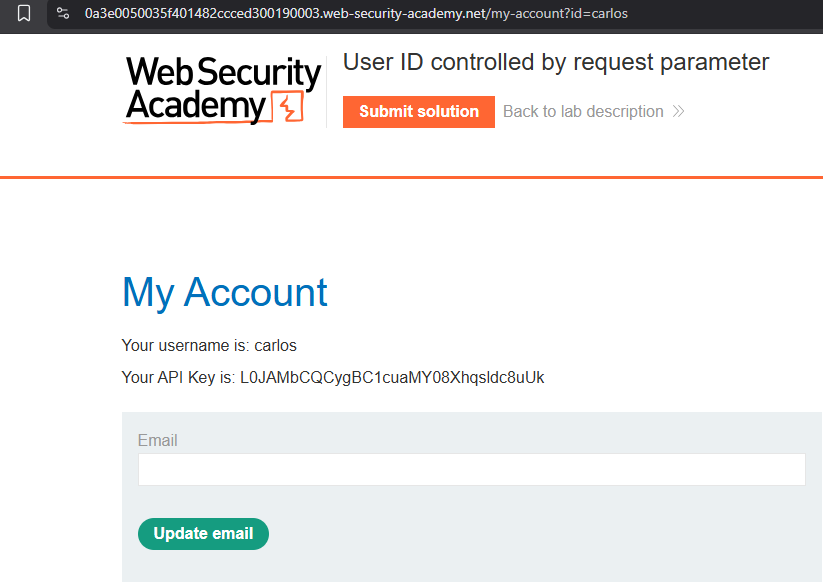 0a3e0050035f401482ccced300190003.web-security-academy.net/my-account?id=carlos
Web Security
Academy
User ID controlled by request parameter
Submit solution
Back to lab description
My Account
Your username is: carlos
Your API Key is: L0JAMbCQCygBC1cuaMY08Xhqsldc8uUk
Email
Update email